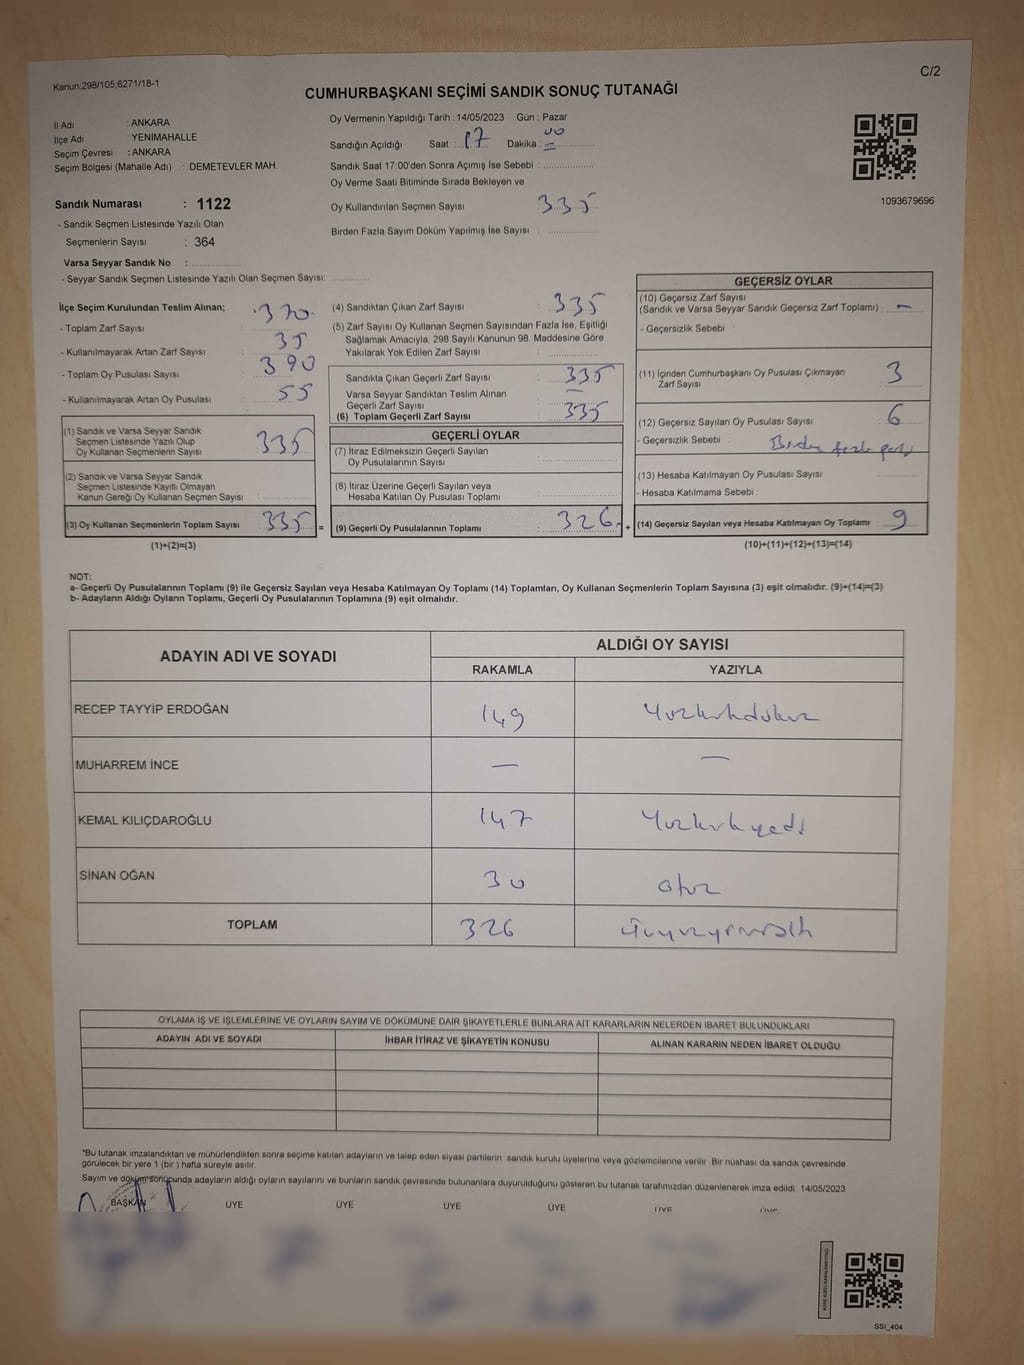 Kanun:298/105;6271/18-1
C/2
CUMHURBAŞKANI SEÇİMİ SANDIK SONUÇ TUTANAĞI
İl Adı : ANKARA
İlçe Adı : YENİMAHALLE
Seçim Çevresi : ANKARA
Seçim Bölgesi (Mahalle Adı) : DEMETEVLER MAH.
Sandık Numarası : 1122
- Sandık Seçmen Listesinde Yazılı Olan
Seçmenlerin Sayısı : 364
Varsa Seyyar Sandık No :
- Seyyar Sandık Seçmen Listesinde Yazılı Olan Seçmen Sayısı:
Oy Vermenin Yapıldığı Tarih :14/05/2023 Gün : Pazar
Sandığın Açıldığı Saat : 17 Dakika : 00
Sandık Saat 17:00'den Sonra Açımış İse Sebebi :
Oy Verme Saati Bitiminde Sırada Bekleyen ve
Oy Kullandırılan Seçmen Sayısı 335
Birden Fazla Sayım Döküm Yapılmış İse Sayısı :
1093679696
İlçe Seçim Kurulundan Teslim Alınan;
- Toplam Zarf Sayısı : 370
- Kullanılmayarak Artan Zarf Sayısı : 35
- Toplam Oy Pusulası Sayısı : 390
- Kullanılmayarak Artan Oy Pusulası : 55
(1) Sandık ve Varsa Seyyar Sandık
Seçmen Listesinde Yazılı Olup
Oy Kullanan Seçmenlerin Sayısı : 335
(2) Sandık ve Varsa Seyyar Sandık
Seçmen Listesinde Kayıtlı Olmayan
Kanun Gereği Oy Kullanan Seçmen Sayısı :
(3) Oy Kullanan Seçmenlerin Toplam Sayısı : 335 =
(1)+(2)=(3)
(4) Sandıktan Çıkan Zarf Sayısı : 335
(5) Zarf Sayısı Oy Kullanan Seçmen Sayısından Fazla İse, Eşitliği
Sağlamak Amacıyla; 298 Sayılı Kanunun 98. Maddesine Göre
Yakılarak Yok Edilen Zarf Sayısı :
Sandıkta Çıkan Geçerli Zarf Sayısı : 335
Varsa Seyyar Sandıktan Teslim Alınan
Geçerli Zarf Sayısı : —
(6) Toplam Geçerli Zarf Sayısı : 335
GEÇERLİ OYLAR
(7) İtiraz Edilmeksizin Geçerli Sayılan
Oy Pusulalarının Sayısı :
(8) İtiraz Üzerine Geçerli Sayılan veya
Hesaba Katılan Oy Pusulası Toplamı :
(9) Geçerli Oy Pusulalarının Toplamı : 326 +
GEÇERSİZ OYLAR
(10) Geçersiz Zarf Sayısı
(Sandık ve Varsa Seyyar Sandık Geçersiz Zarf Toplamı) : —
- Geçersizlik Sebebi :
(11) İçinden Cumhurbaşkanı Oy Pusulası Çıkmayan
Zarf Sayısı : 3
(12) Geçersiz Sayılan Oy Pusulası Sayısı : 6
- Geçersizlik Sebebi : Birden fazla
(13) Hesaba Katılmayan Oy Pusulası Sayısı :
- Hesaba Katılmama Sebebi :
(14) Geçersiz Sayılan veya Hesaba Katılmayan Oy Toplamı : 9
(10)+(11)+(12)+(13)=(14)
NOT:
a- Geçerli Oy Pusulalarının Toplamı (9) ile Geçersiz Sayılan veya Hesaba Katılmayan Oy Toplamı (14) Toplamları, Oy Kullanan Seçmenlerin Toplam Sayısına (3) eşit olmalıdır. (9)+(14)=(3)
b- Adayların Aldığı Oyların Toplamı, Geçerli Oy Pusulalarının Toplamına (9) eşit olmalıdır.
ADAYIN ADI VE SOYADI
ALDIĞI OY SAYISI
RAKAMLA YAZIYLA
RECEP TAYYİP ERDOĞAN 149 Yüzkırkdokuz
MUHARREM İNCE — —
KEMAL KILIÇDAROĞLU 147 Yüzkırkyedi
SİNAN OĞAN 30 otuz
TOPLAM 326 üçyüzyirmialtı
OYLAMA İŞ VE İŞLEMLERİNE VE OYLARIN SAYIM VE DÖKÜMÜNE DAİR ŞİKAYETLERLE BUNLARA AİT KARARLARIN NELERDEN İBARET BULUNDUKLARI
ADAYIN ADI VE SOYADI İHBAR İTİRAZ VE ŞİKAYETİN KONUSU ALINAN KARARIN NEDEN İBARET OLDUĞU
*Bu tutanak imzalandıktan ve mühürlendikten sonra seçime katılan adayların ve talep eden siyasi partilerin sandık kurulu üyelerine veya gözlemcilerine verilir. Bir nüshası da sandık çevresinde
görülecek bir yere 1 (bir ) hafta süreyle asılır.
Sayım ve döküm sonucunda adayların aldığı oyların sayılarını ve bunların sandık çevresinde bulunanlara duyurulduğunu gösteren bu tutanak tarafımızdan düzenlenerek imza edildi. 14/05/2023
BAŞKAN ÜYE ÜYE ÜYE ÜYE ÜYE ÜYE
SSI_404